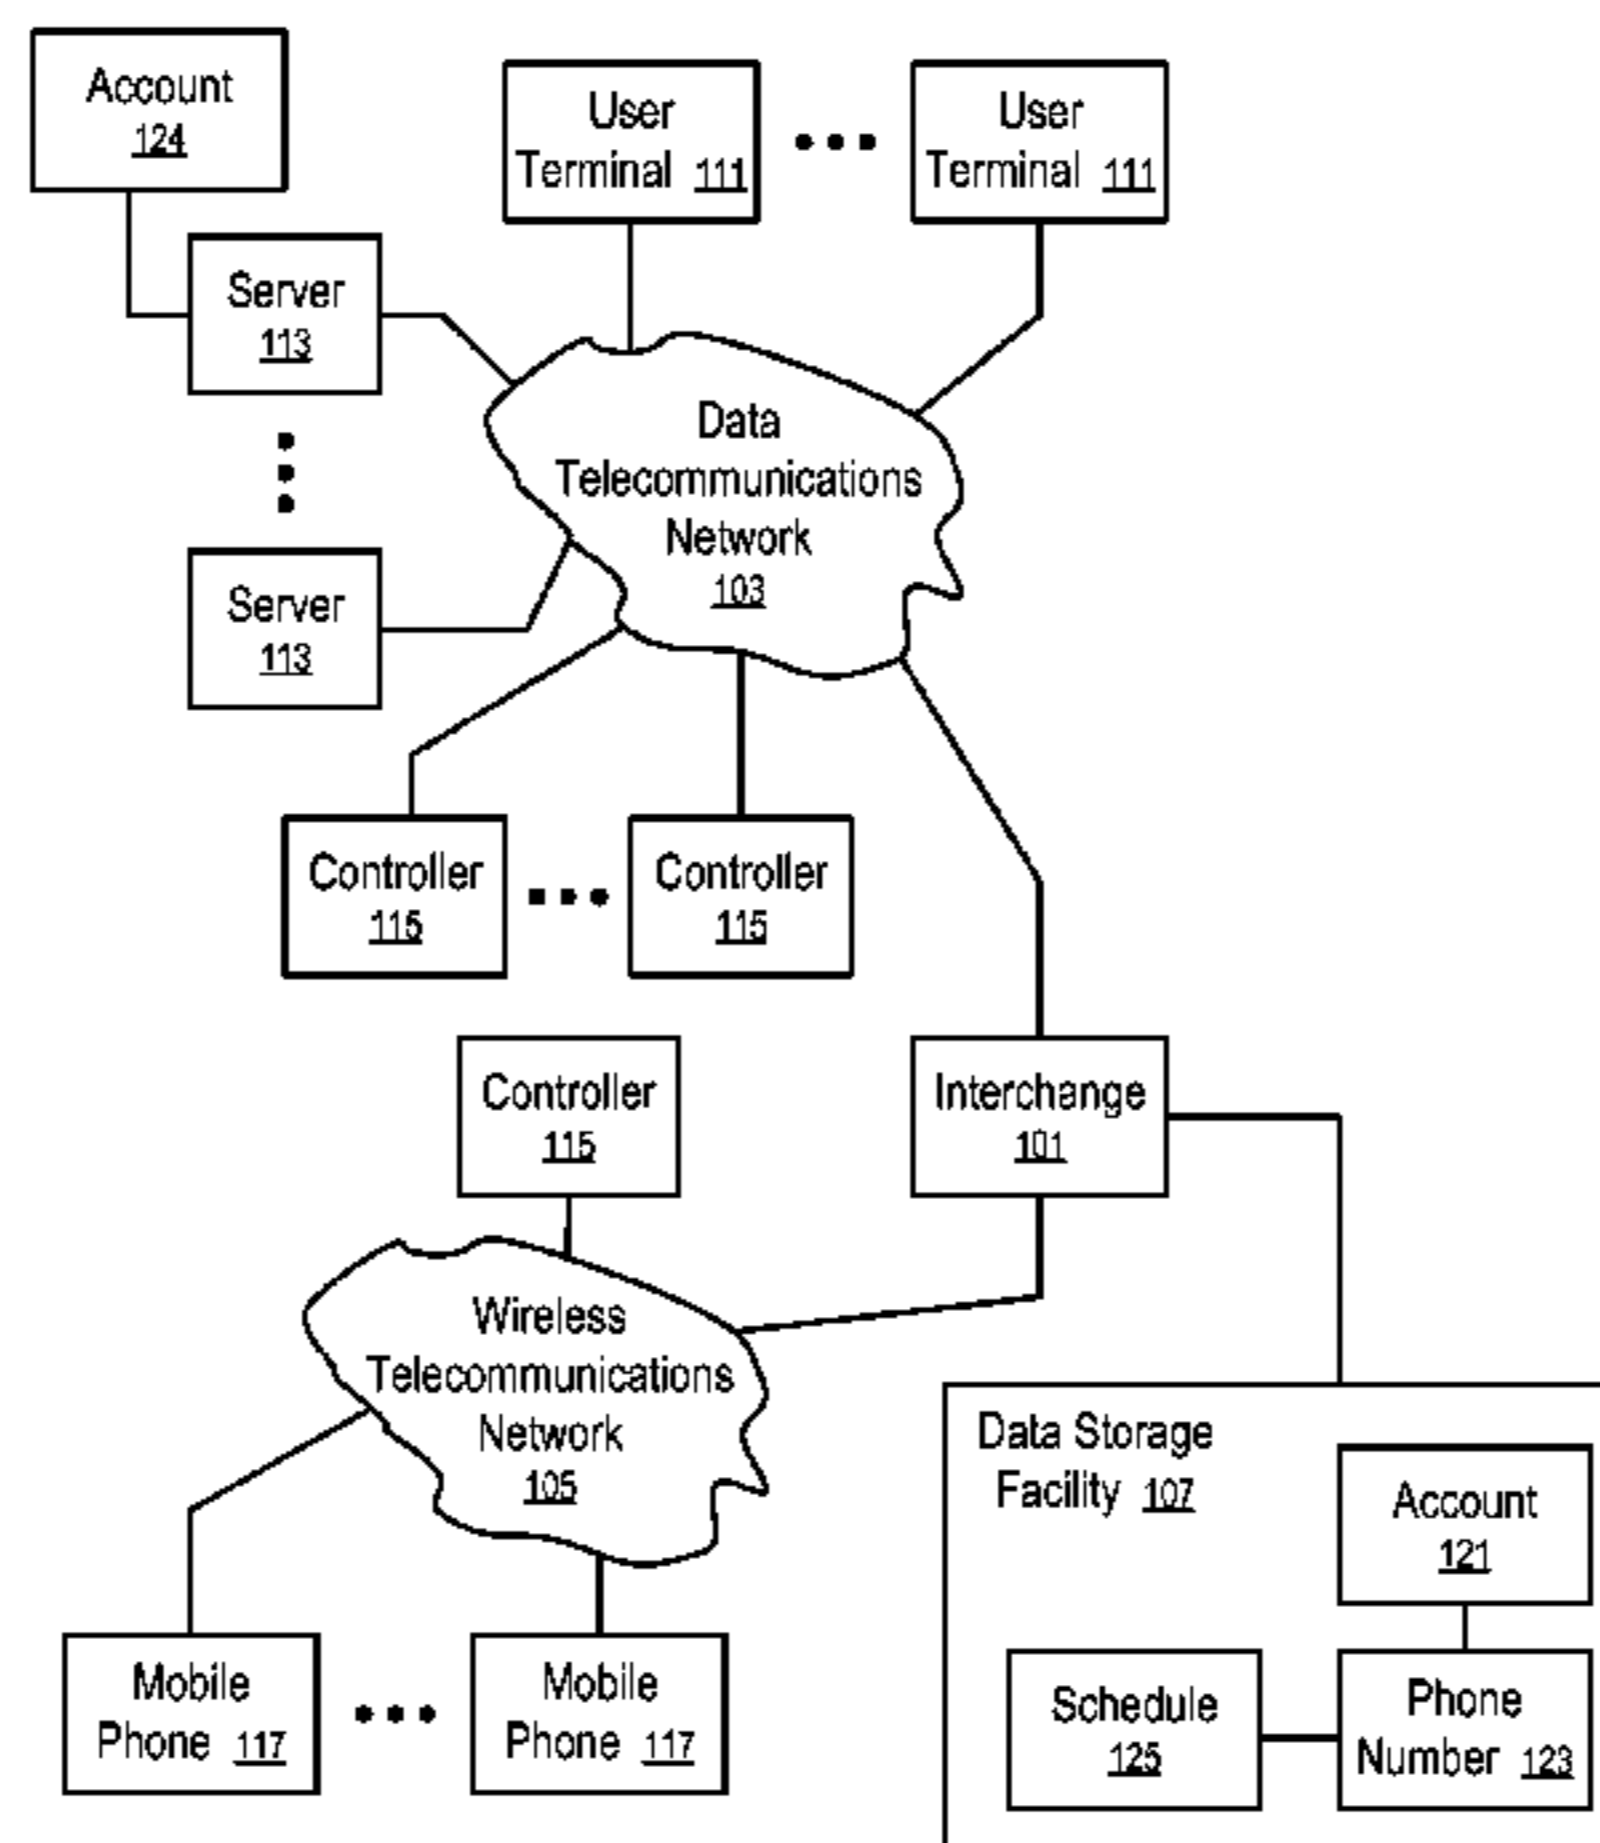 Account
124
User
Terminal 111
User
Terminal 111
Server
113
Data
Telecommunications
Network
103
Server
113
Controller
115
Controller
115
Controller
115
Interchange
101
Wireless
Telecommunications
Network
105
Data Storage
Facility 107
Account
121
Mobile
Phone 117
Mobile
Phone 117
Schedule
125
Phone
Number 123